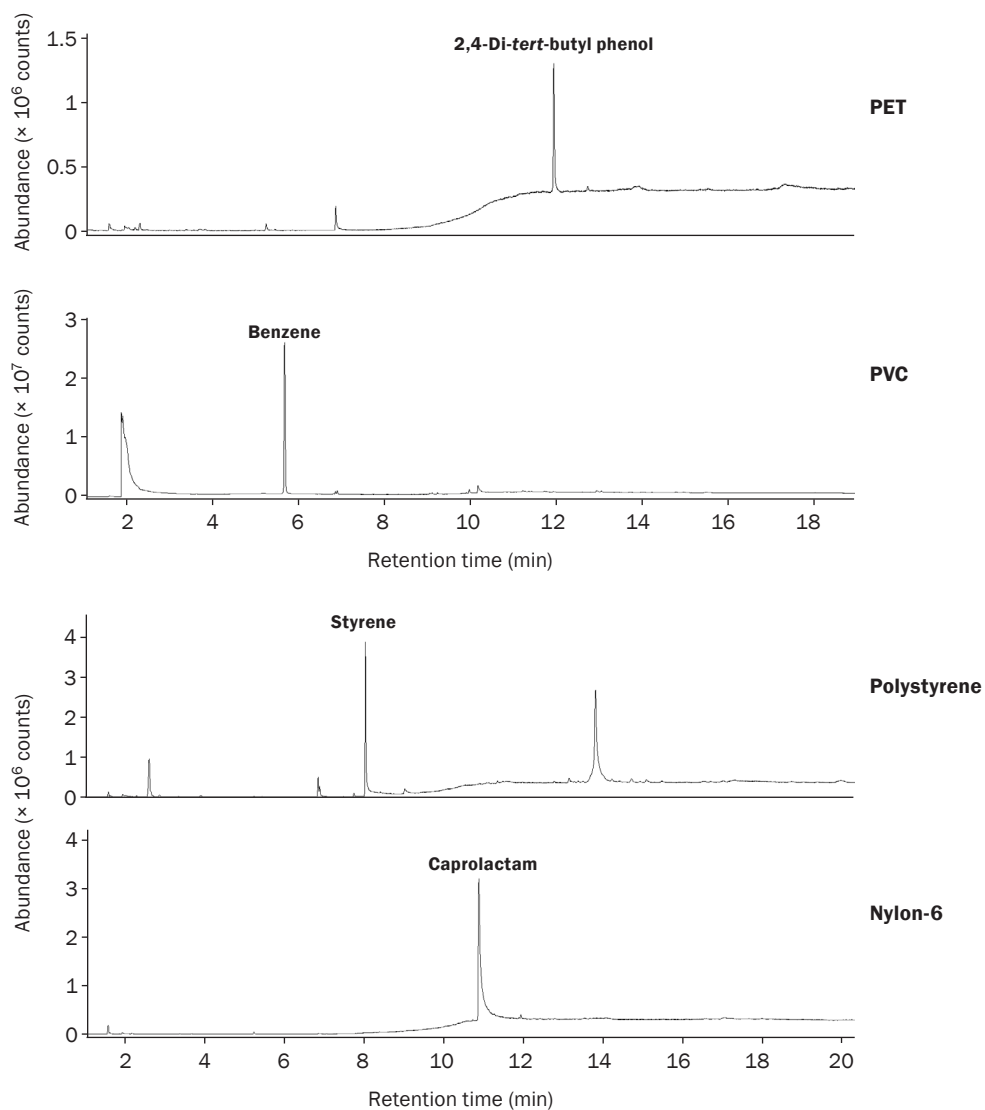 2,4-Di-tert-butyl phenol
PET
Abundance (× 10⁶ counts)
1.5
1
0.5
0
Benzene
PVC
Abundance (× 10⁷ counts)
3
2
1
0
2 4 6 8 10 12 14 16 18
Retention time (min)
Styrene
Polystyrene
4
3
2
1
0
Abundance (× 10⁶ counts)
Caprolactam
Nylon-6
4
3
2
1
0
2 4 6 8 10 12 14 16 18 20
Retention time (min)